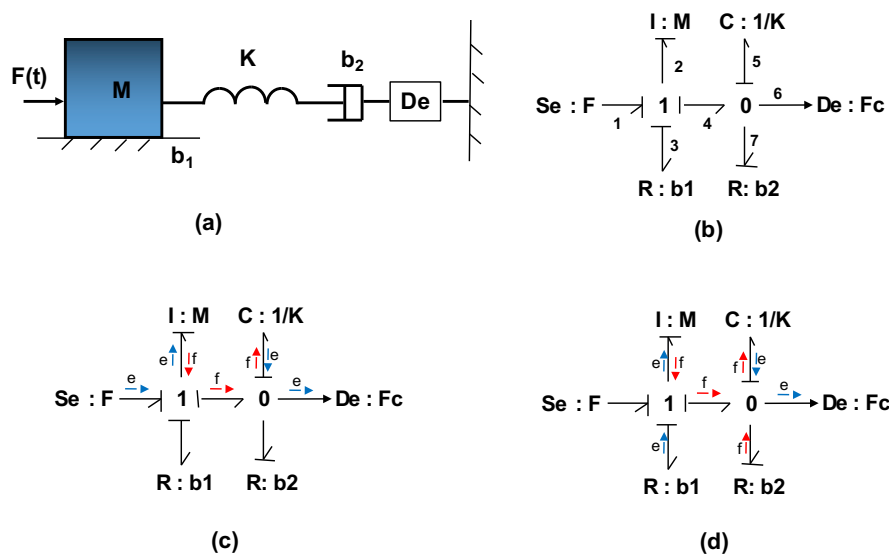 F(t)
M
K
b2
De
b1
(a)
I : M
C : 1/K
2
5
Se : F
1
1
4
0
6
De : Fc
3
7
R : b1
R: b2
(b)
I : M
C : 1/K
e
f
f
e
Se : F
e
1
f
0
e
De : Fc
R : b1
R: b2
(c)
I : M
C : 1/K
e
f
f
e
Se : F
1
f
0
e
De : Fc
e
f
R : b1
R: b2
(d)